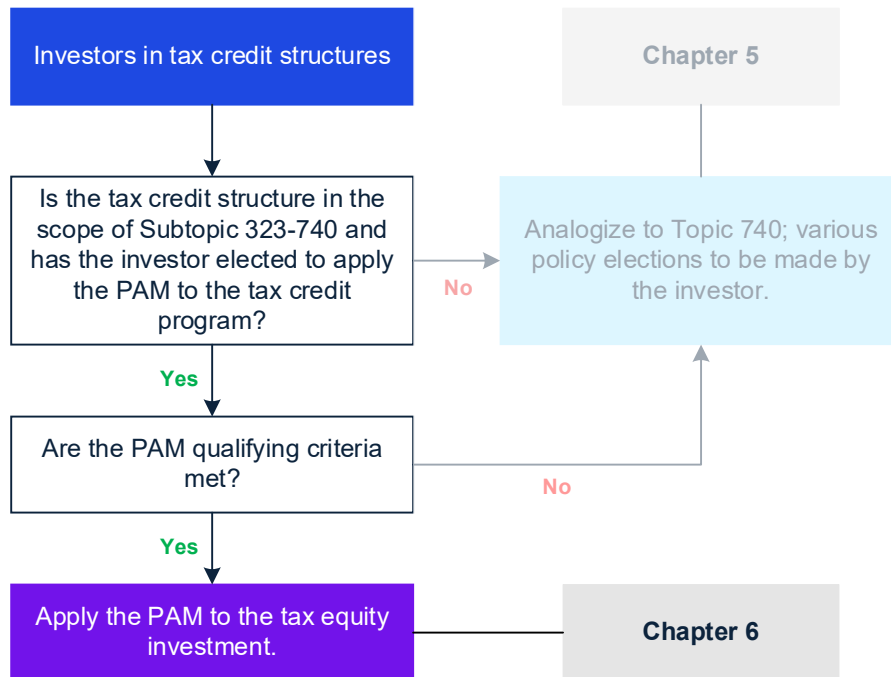 Investors in tax credit structures
Chapter 5
Is the tax credit structure in the
scope of Subtopic 323-740 and
has the investor elected to apply
the PAM to the tax credit
program?
No
Analogize to Topic 740; various
policy elections to be made by
the investor.
Yes
Are the PAM qualifying criteria
met?
No
Yes
Apply the PAM to the tax equity
investment.
Chapter 6